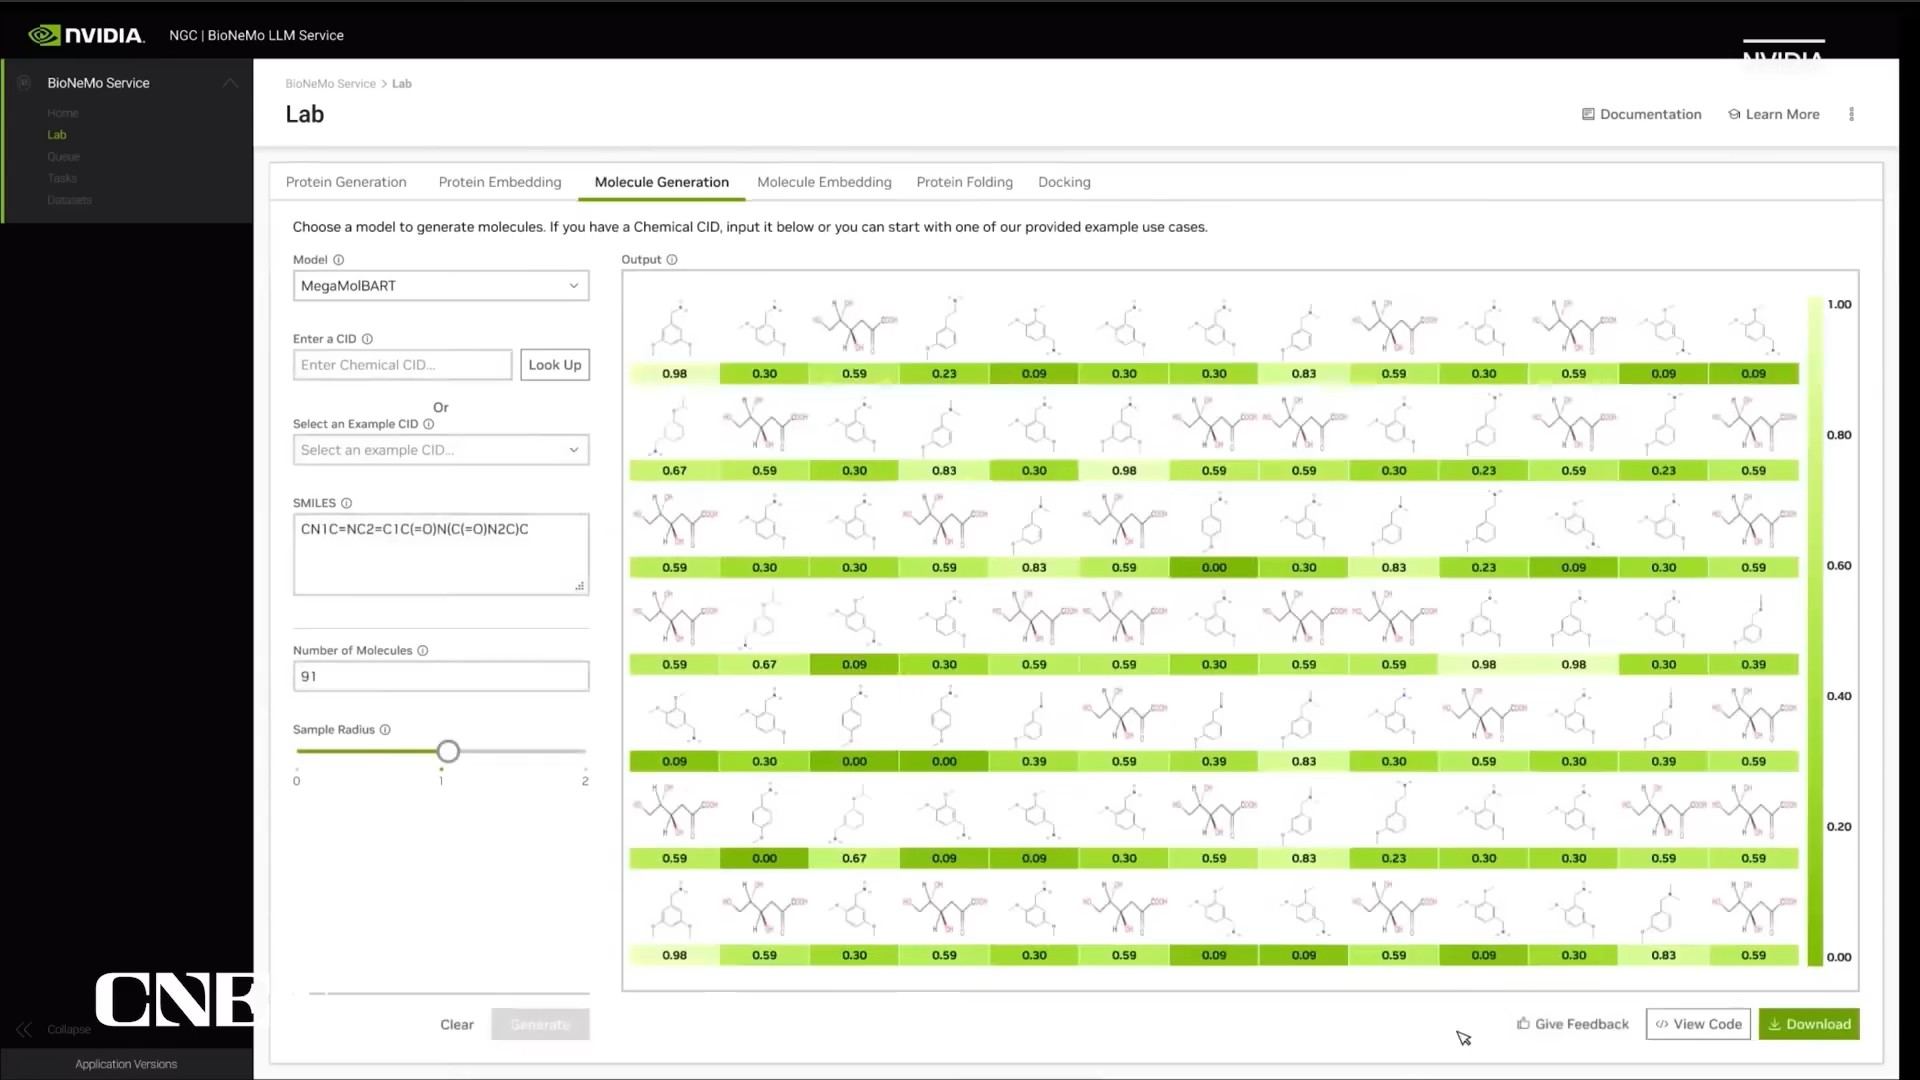 NVIDIA.
NGC | BioNeMo LLM Service
NVIDIA
BioNeMo Service
Home
Lab
Queue
Tasks
Datasets
BioNeMo Service > Lab
Lab
Documentation
Learn More
Protein Generation
Protein Embedding
Molecule Generation
Molecule Embedding
Protein Folding
Docking
Choose a model to generate molecules. If you have a Chemical CID, input it below or you can start with one of our provided example use cases.
Model
MegaMolBART
Enter a CID
Enter Chemical CID...
Look Up
Or
Select an Example CID
Select an example CID...
SMILES
CN1C=NC2=C1C(=O)N(C(=O)N2C)C
Number of Molecules
91
Sample Radius
0 1 2
Clear
Generate
Output
0.98 0.30 0.59 0.23 0.09 0.30 0.30 0.83 0.59 0.30 0.59 0.09 0.09
0.67 0.59 0.30 0.83 0.30 0.98 0.59 0.59 0.30 0.23 0.59 0.23 0.59
0.59 0.30 0.30 0.59 0.83 0.59 0.00 0.30 0.83 0.23 0.09 0.30 0.59
0.59 0.67 0.09 0.30 0.59 0.59 0.30 0.59 0.59 0.98 0.98 0.30 0.39
0.09 0.30 0.00 0.00 0.39 0.59 0.39 0.83 0.30 0.59 0.30 0.39 0.59
0.59 0.00 0.67 0.09 0.09 0.30 0.59 0.83 0.23 0.30 0.30 0.59 0.59
0.98 0.59 0.30 0.59 0.30 0.59 0.09 0.09 0.59 0.09 0.30 0.83 0.59
1.00
0.80
0.60
0.40
0.20
0.00
Give Feedback
View Code
Download
Collapse
Application Versions